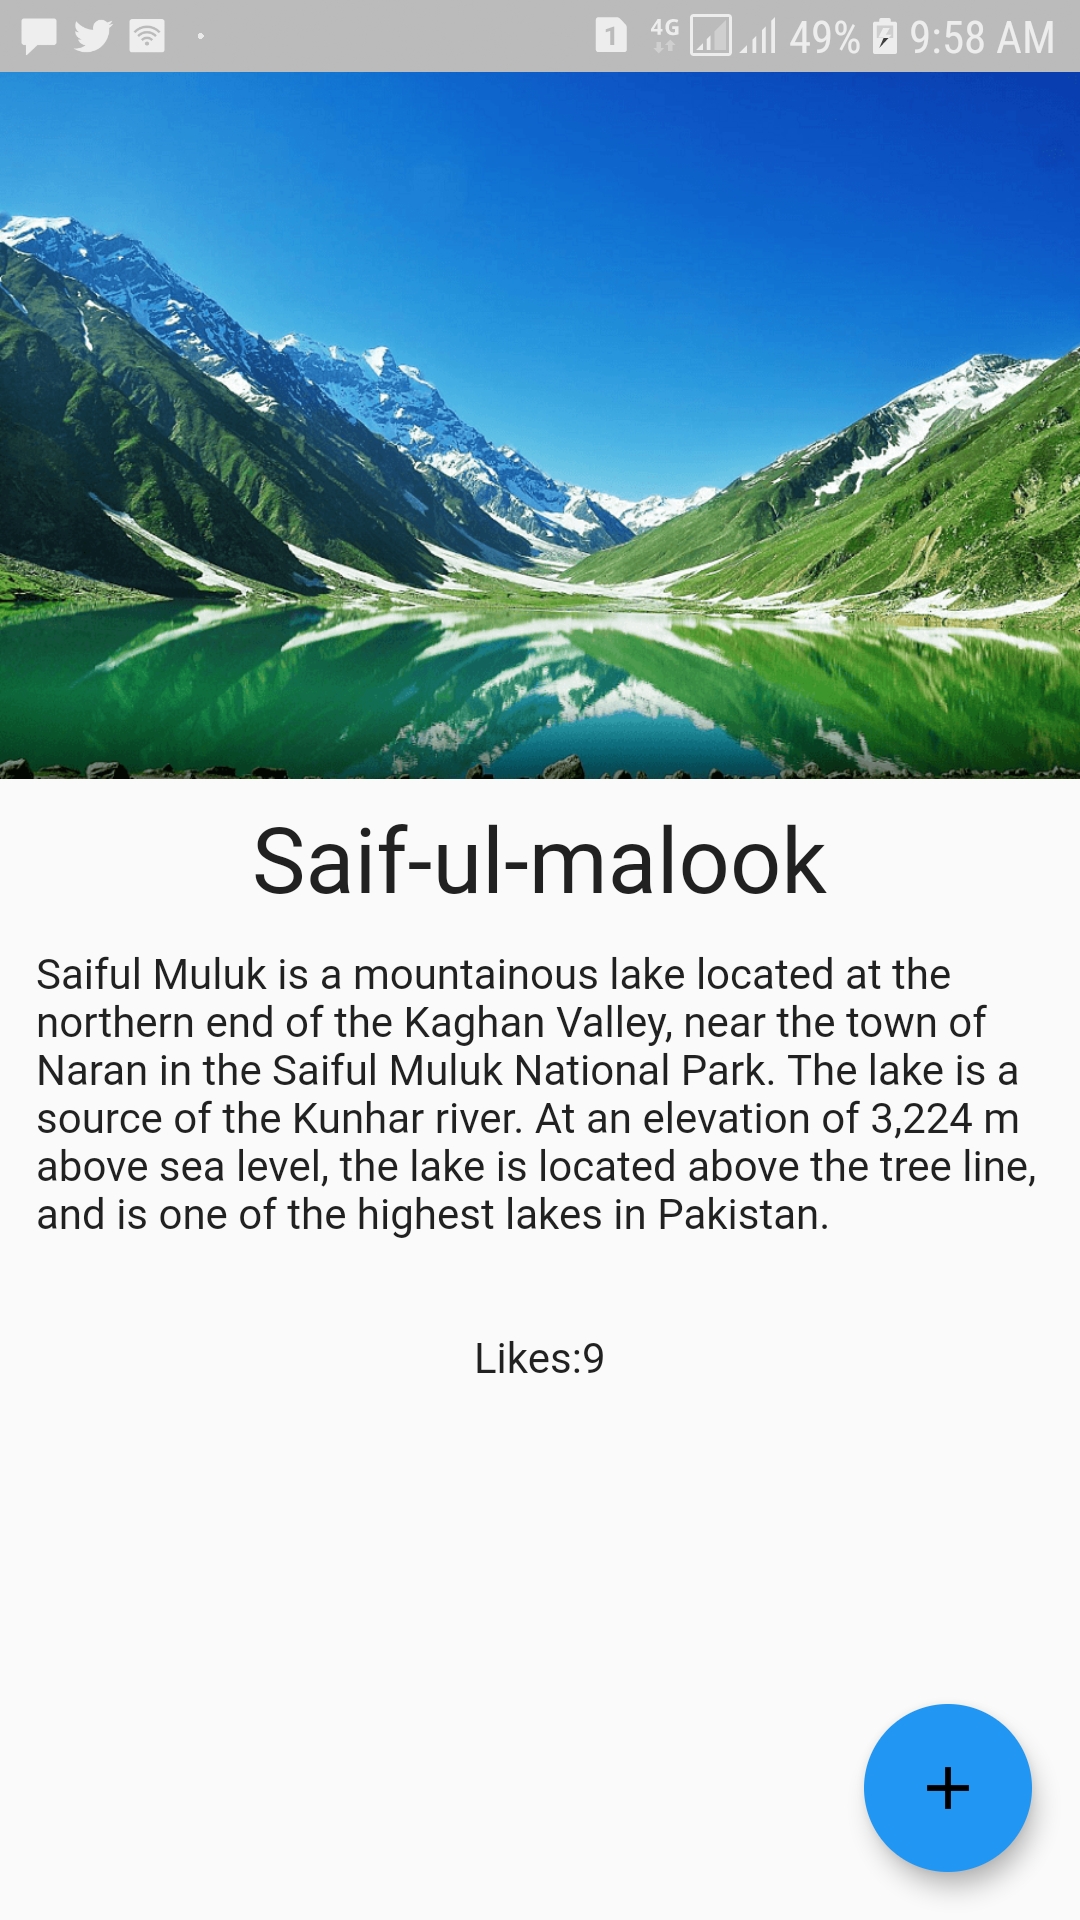 1 4G 49% 9:58 AM
Saif-ul-malook
Saiful Muluk is a mountainous lake located at the
northern end of the Kaghan Valley, near the town of
Naran in the Saiful Muluk National Park. The lake is a
source of the Kunhar river. At an elevation of 3,224 m
above sea level, the lake is located above the tree line,
and is one of the highest lakes in Pakistan.
Likes:9